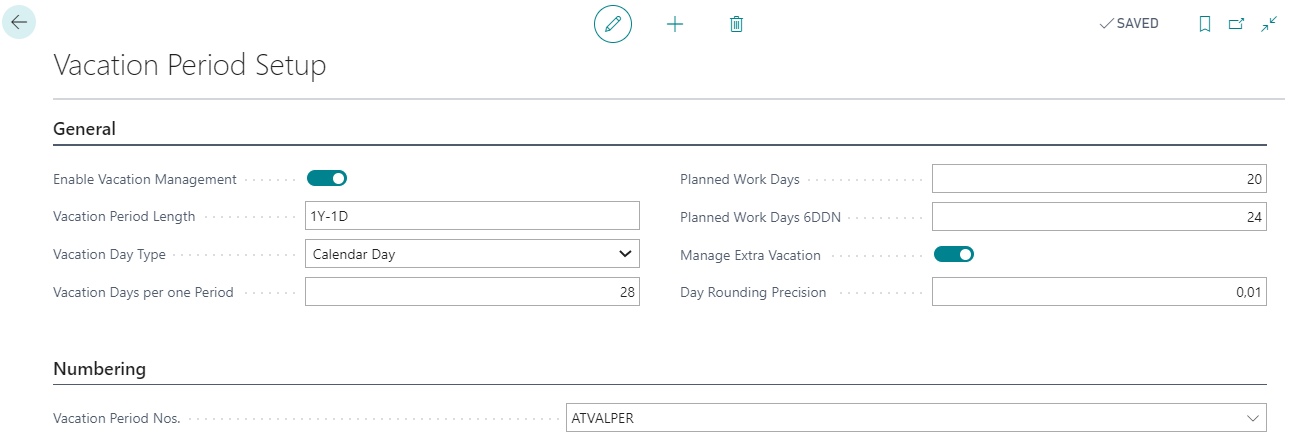 SAVED
Vacation Period Setup
General
Enable Vacation Management
Vacation Period Length 1Y-1D
Vacation Day Type Calendar Day
Vacation Days per one Period 28
Planned Work Days 20
Planned Work Days 6DDN 24
Manage Extra Vacation
Day Rounding Precision 0,01
Numbering
Vacation Period Nos. ATVALPER